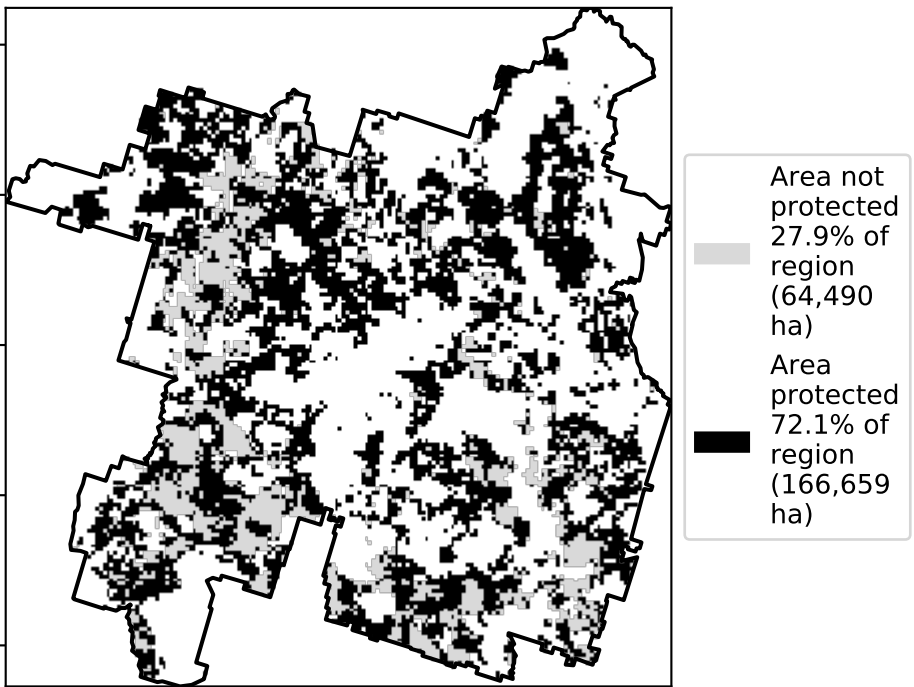 Area not
protected
27.9% of
region
(64,490
ha)
Area
protected
72.1% of
region
(166,659
ha)